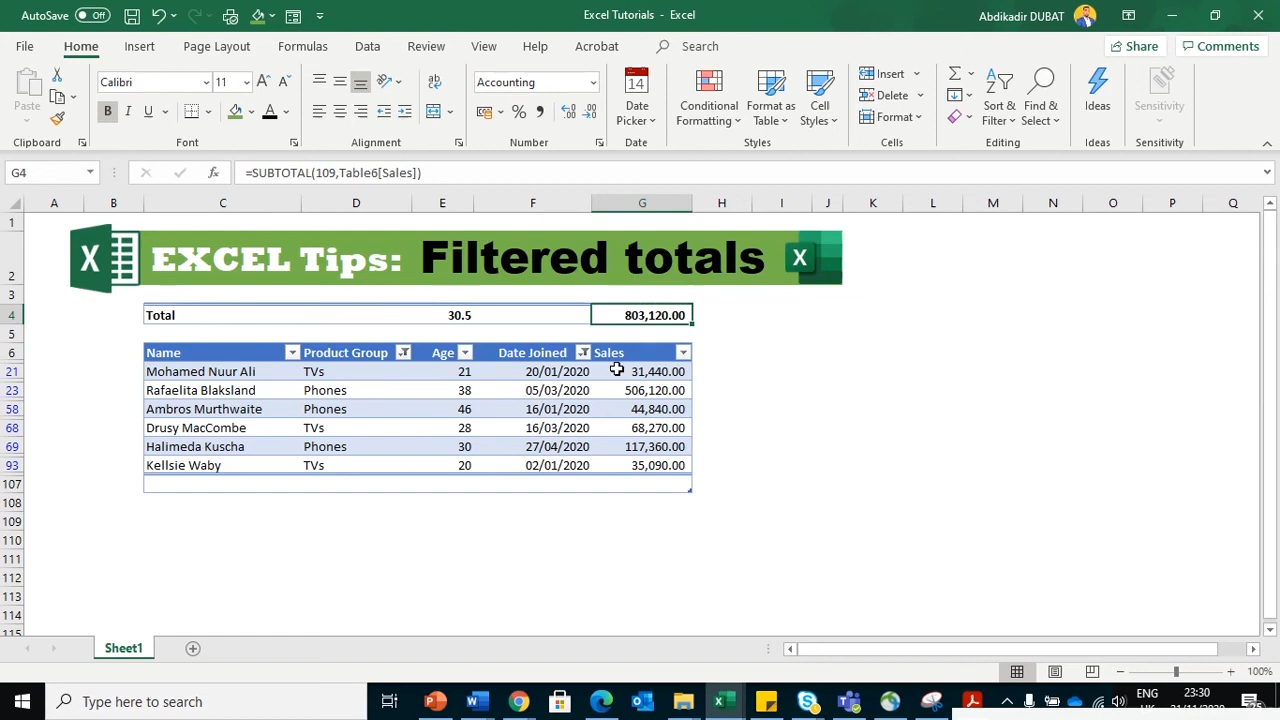 AutoSave Off Excel Tutorials - Excel Abdikadir DUBAT
File Home Insert Page Layout Formulas Data Review View Help Acrobat Search Share Comments
Calibri 11 Accounting
Paste B I U Date Picker Conditional Formatting Format as Table Cell Styles Insert Delete Format Sort & Filter Find & Select Ideas Sensitivity
Clipboard Font Alignment Number Styles Cells Editing Ideas Sensitivity
G4 fx =SUBTOTAL(109,Table6[Sales])
A B C D E F G H I J K L M N O P Q
1
2 EXCEL Tips: Filtered totals
3
4 Total 30.5 803,120.00
5
6 Name Product Group Age Date Joined Sales
21 Mohamed Nuur Ali TVs 21 20/01/2020 31,440.00
23 Rafaelita Blaksland Phones 38 05/03/2020 506,120.00
58 Ambros Murthwaite Phones 46 16/01/2020 44,840.00
68 Drusy MacCombe TVs 28 16/03/2020 68,270.00
69 Halimeda Kuscha Phones 30 27/04/2020 117,360.00
93 Kellsie Waby TVs 20 02/01/2020 35,090.00
107
108
109
110
111
112
113
114
115
Sheet1
100%
Type here to search ENG 23:30